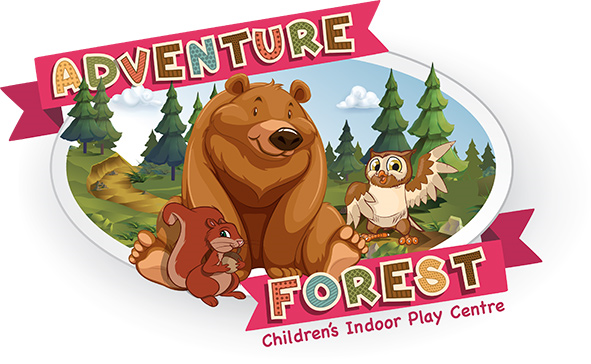 ADVENTURE
FOREST
Children's Indoor Play Centre